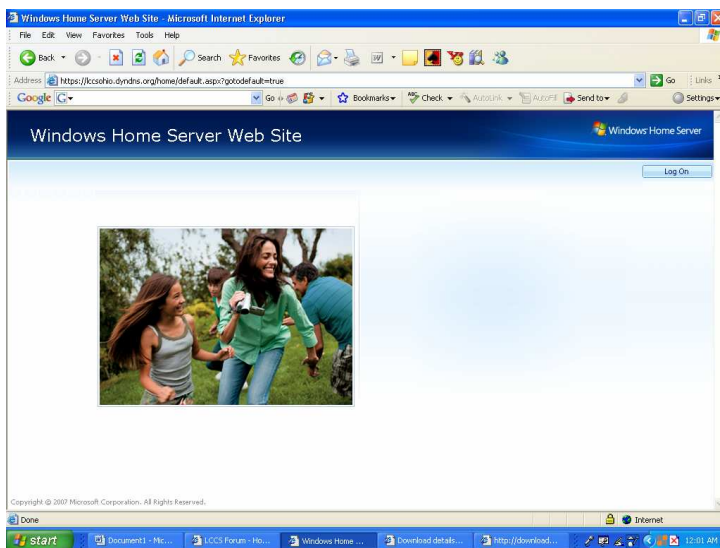 Windows Home Server Web Site - Microsoft Internet Explorer
File Edit View Favorites Tools Help
Back Search Favorites
Address https://lccsohio.dyndns.org/home/default.aspx?gotodefault=true Go Links
Google G Go Bookmarks Check AutoLink AutoFill Send to Settings
Windows Home Server Web Site
Windows Home Server
Log On
Copyright © 2007 Microsoft Corporation. All Rights Reserved.
Done Internet
start Document1 - Mic... LCCS Forum - Ho... Windows Home ... Download details... http://download... 12:01 AM